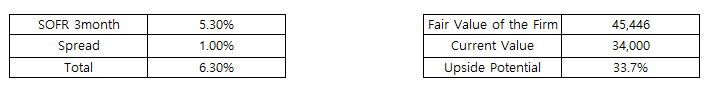 SOFR 3month 5.30% Fair Value of the Firm 45,446
Spread 1.00% Current Value 34,000
Total 6.30% Upside Potential 33.7%